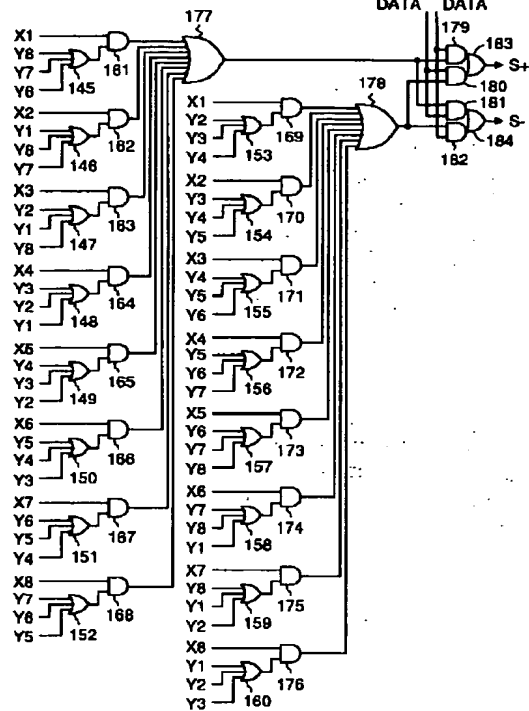 DATA DATA
177
179
183
S+
180
181
S-
184
182
178
X1
Y8
Y7
Y6
145
161
X2
Y1
Y8
Y7
146
162
X3
Y2
Y1
Y8
147
163
X4
Y3
Y2
Y1
148
164
X5
Y4
Y3
Y2
149
165
X6
Y5
Y4
Y3
150
166
X7
Y6
Y5
Y4
151
167
X8
Y7
Y6
Y5
152
168
X1
Y2
Y3
Y4
153
169
X2
Y3
Y4
Y5
154
170
X3
Y4
Y5
Y6
155
171
X4
Y5
Y6
Y7
156
172
X5
Y6
Y7
Y8
157
173
X6
Y7
Y8
Y1
158
174
X7
Y8
Y1
Y2
159
175
X8
Y1
Y2
Y3
160
176